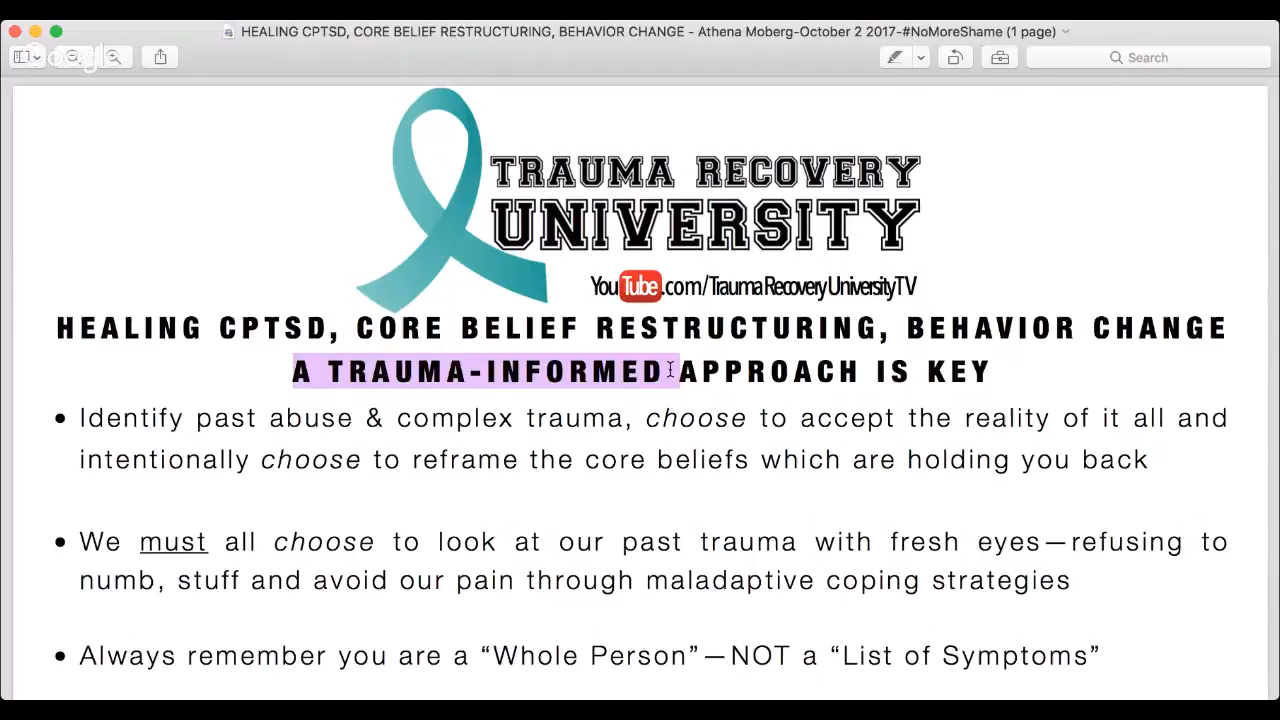 HEALING CPTSD, CORE BELIEF RESTRUCTURING, BEHAVIOR CHANGE - Athena Moberg-October 2 2017-#NoMoreShame (1 page)
Google
Search
TRAUMA RECOVERY
UNIVERSITY
YouTube.com/TraumaRecoveryUniversityTV
HEALING CPTSD, CORE BELIEF RESTRUCTURING, BEHAVIOR CHANGE
A TRAUMA-INFORMED APPROACH IS KEY
• Identify past abuse & complex trauma, choose to accept the reality of it all and
intentionally choose to reframe the core beliefs which are holding you back
• We must all choose to look at our past trauma with fresh eyes—refusing to
numb, stuff and avoid our pain through maladaptive coping strategies
• Always remember you are a “Whole Person”—NOT a “List of Symptoms”